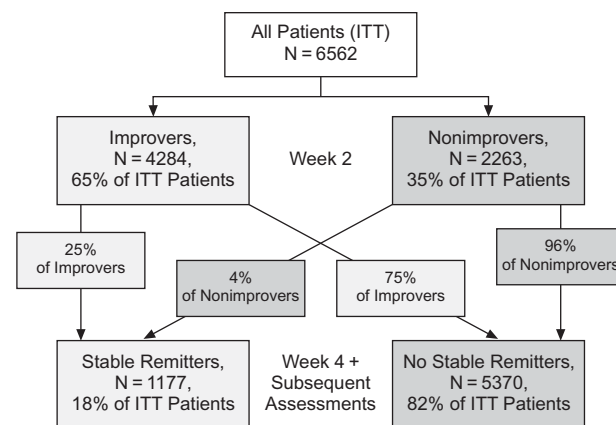 All Patients (ITT)
N = 6562
Improvers,
N = 4284,
65% of ITT Patients
Week 2
Nonimprovers,
N = 2263,
35% of ITT Patients
25%
of Improvers
4%
of Nonimprovers
75%
of Improvers
96%
of Nonimprovers
Stable Remitters,
N = 1177,
18% of ITT Patients
Week 4 +
Subsequent
Assessments
No Stable Remitters,
N = 5370,
82% of ITT Patients